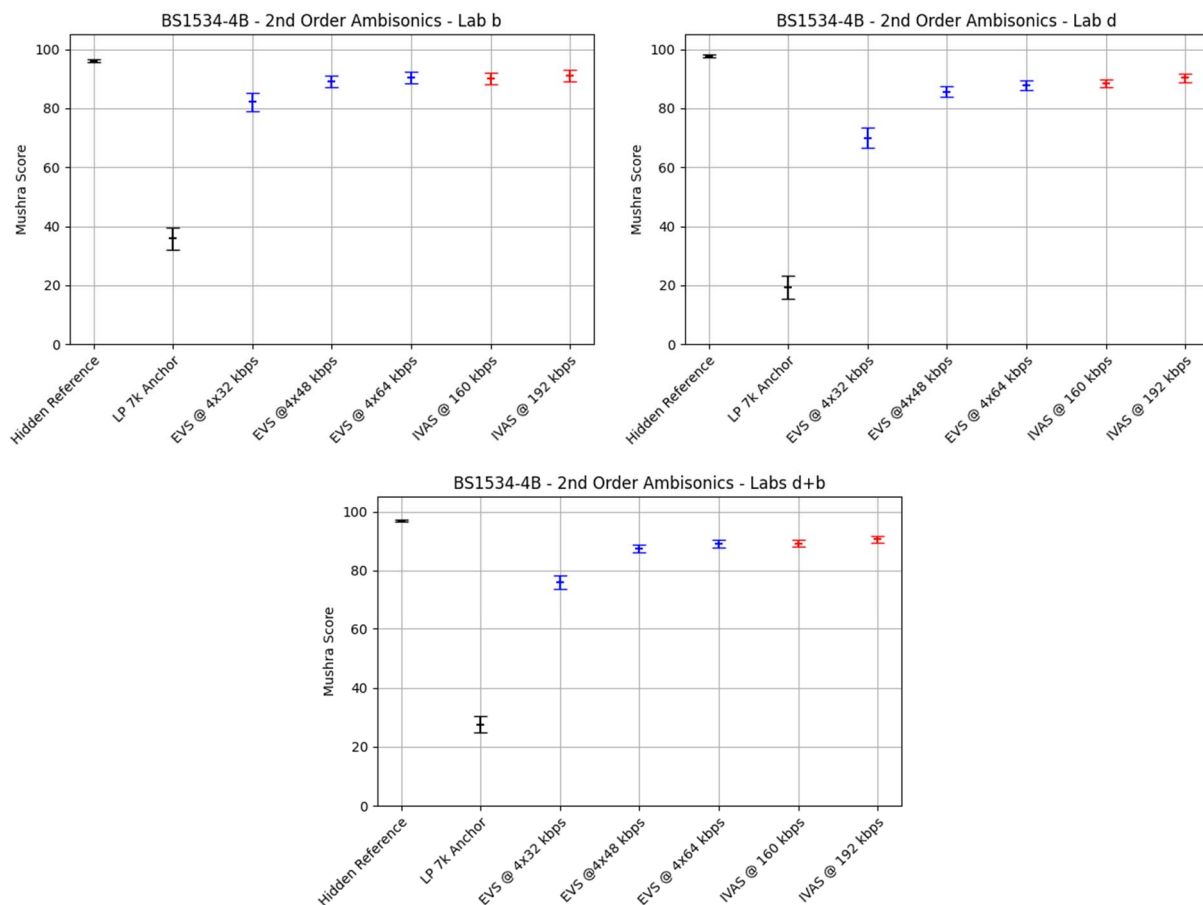 BS1534-4B - 2nd Order Ambisonics - Lab b
Mushra Score
100
80
60
40
20
0
Hidden Reference
LP 7k Anchor
EVS @ 4x32 kbps
EVS @4x48 kbps
EVS @ 4x64 kbps
IVAS @ 160 kbps
IVAS @ 192 kbps
BS1534-4B - 2nd Order Ambisonics - Lab d
Mushra Score
100
80
60
40
20
0
Hidden Reference
LP 7k Anchor
EVS @ 4x32 kbps
EVS @4x48 kbps
EVS @ 4x64 kbps
IVAS @ 160 kbps
IVAS @ 192 kbps
BS1534-4B - 2nd Order Ambisonics - Labs d+b
Mushra Score
100
80
60
40
20
0
Hidden Reference
LP 7k Anchor
EVS @ 4x32 kbps
EVS @4x48 kbps
EVS @ 4x64 kbps
IVAS @ 160 kbps
IVAS @ 192 kbps